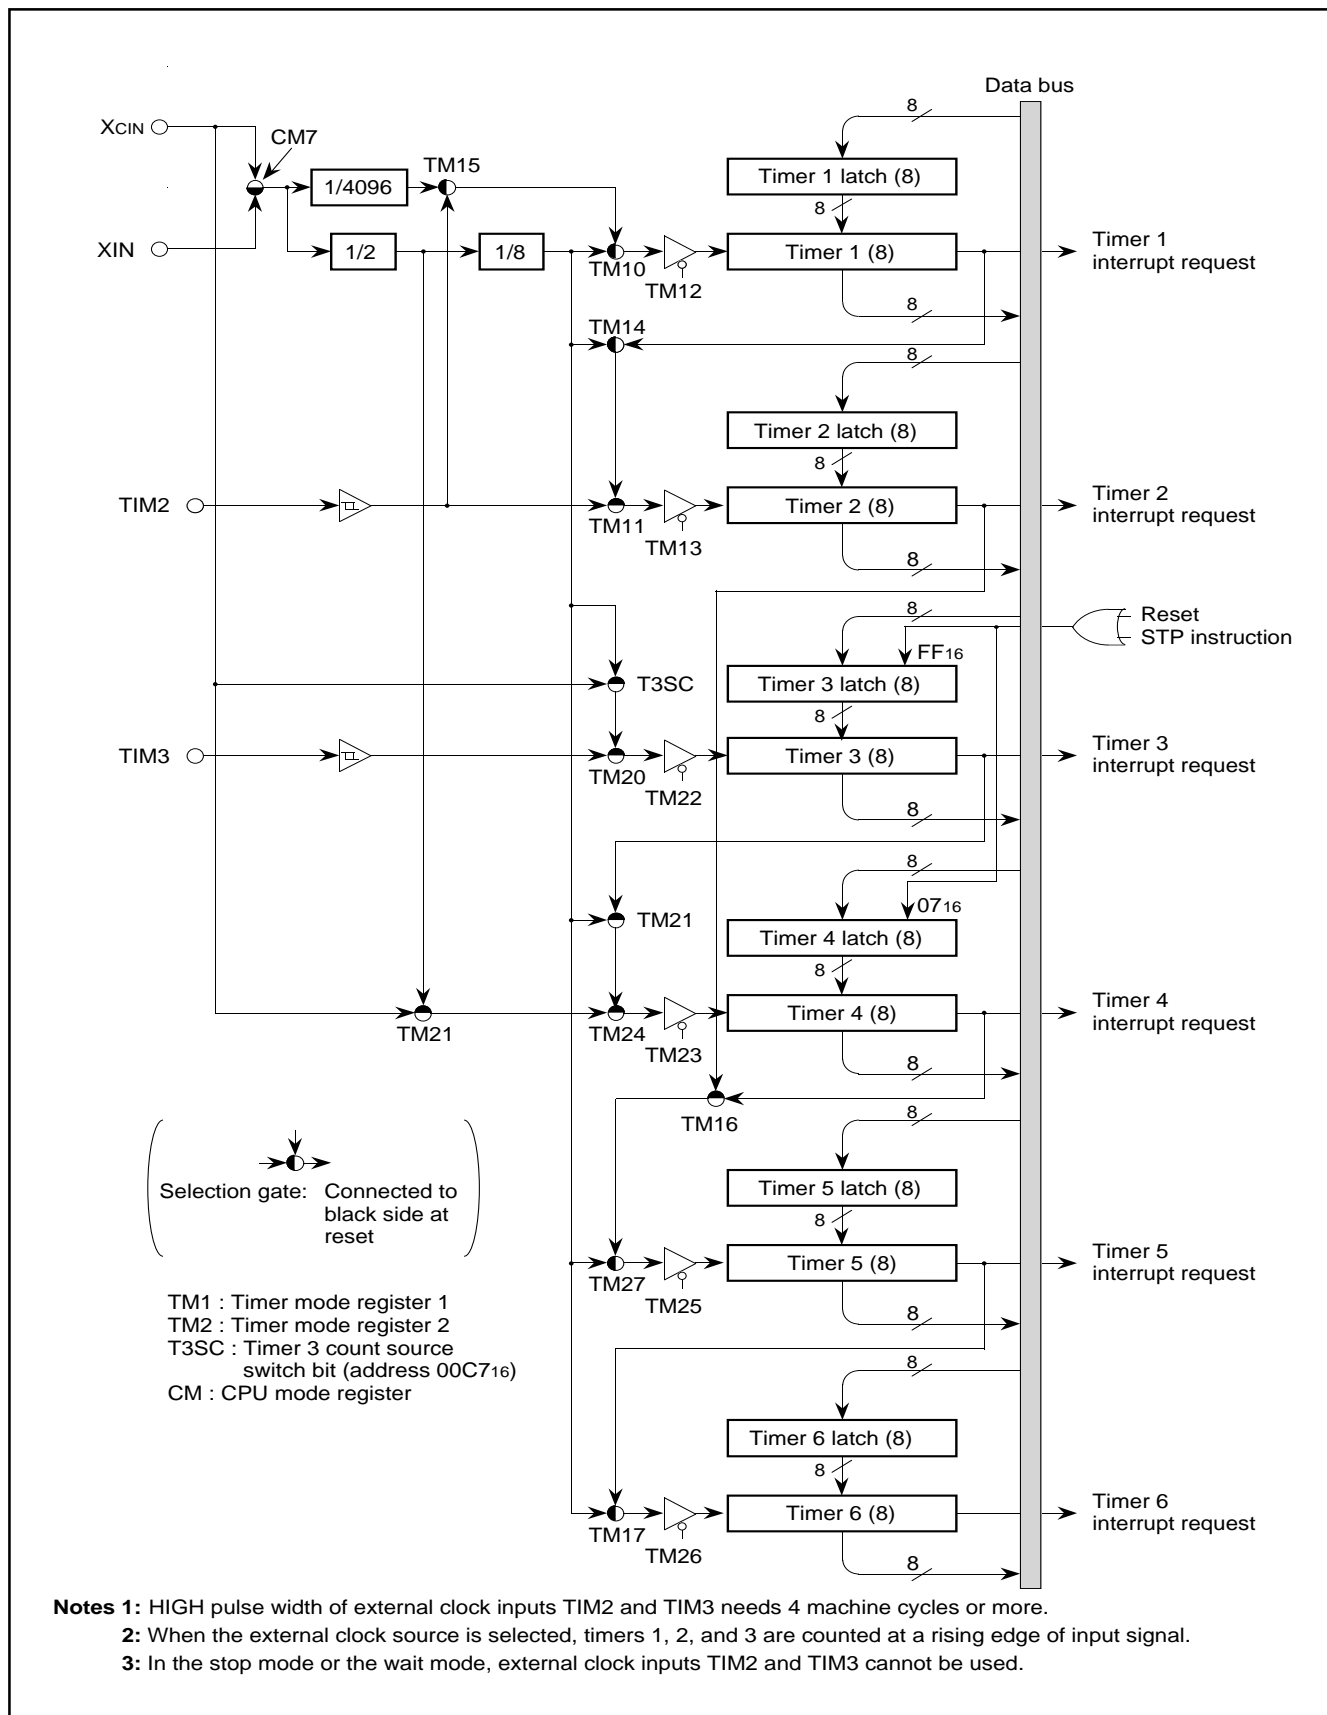 Data bus
8
XCIN
CM7
TM15
1/4096
Timer 1 latch (8)
8
XIN
1/2
1/8
TM10
TM12
Timer 1 (8)
Timer 1
interrupt request
8
TM14
8
Timer 2 latch (8)
8
TIM2
TM11
TM13
Timer 2 (8)
Timer 2
interrupt request
8
8
Reset
STP instruction
FF16
T3SC
Timer 3 latch (8)
8
TIM3
TM20
TM22
Timer 3 (8)
Timer 3
interrupt request
8
8
0716
TM21
Timer 4 latch (8)
8
TM21
TM24
TM23
Timer 4 (8)
Timer 4
interrupt request
8
TM16
8
Selection gate: Connected to
black side at
reset
Timer 5 latch (8)
8
TM27
TM25
Timer 5 (8)
Timer 5
interrupt request
8
TM1 : Timer mode register 1
TM2 : Timer mode register 2
T3SC : Timer 3 count source
switch bit (address 00C716)
CM : CPU mode register
8
Timer 6 latch (8)
8
TM17
TM26
Timer 6 (8)
Timer 6
interrupt request
8
Notes 1: HIGH pulse width of external clock inputs TIM2 and TIM3 needs 4 machine cycles or more.
2: When the external clock source is selected, timers 1, 2, and 3 are counted at a rising edge of input signal.
3: In the stop mode or the wait mode, external clock inputs TIM2 and TIM3 cannot be used.